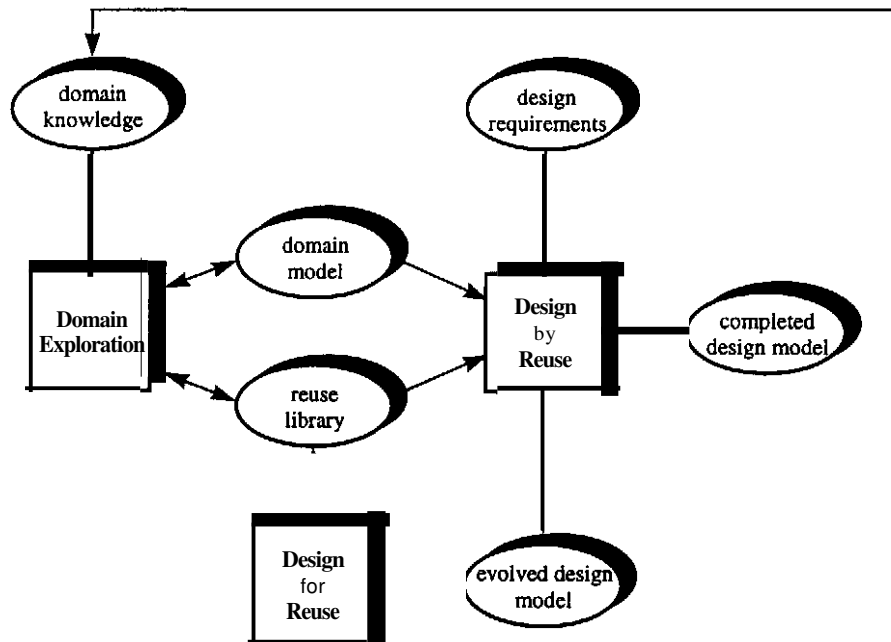 domain
knowledge
design
requirements
domain
model
Domain
Exploration
Design
by
Reuse
completed
design model
reuse
library
Design
for
Reuse
evolved design
model